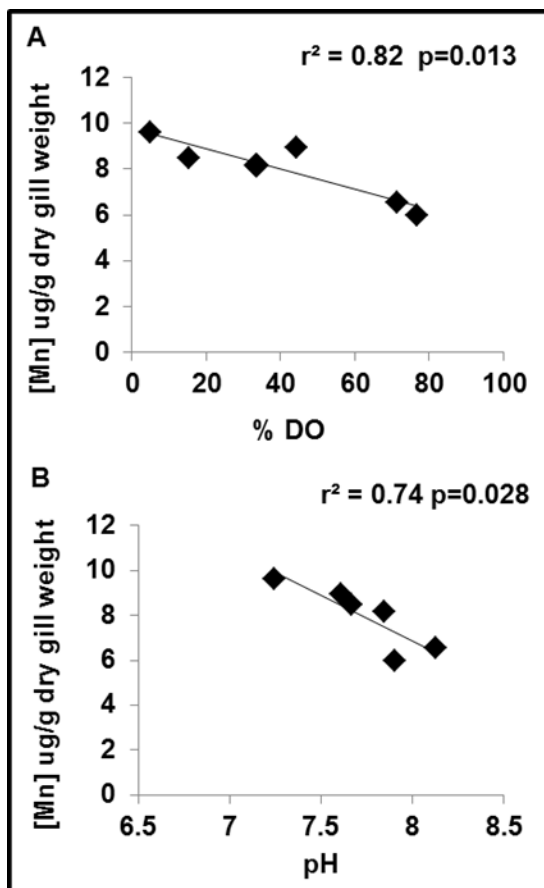 A
r² = 0.82 p=0.013
[Mn] ug/g dry gill weight
12
10
8
6
4
2
0
0 20 40 60 80 100
% DO
B
r² = 0.74 p=0.028
[Mn] ug/g dry gill weight
12
10
8
6
4
2
0
6.5 7 7.5 8 8.5
pH